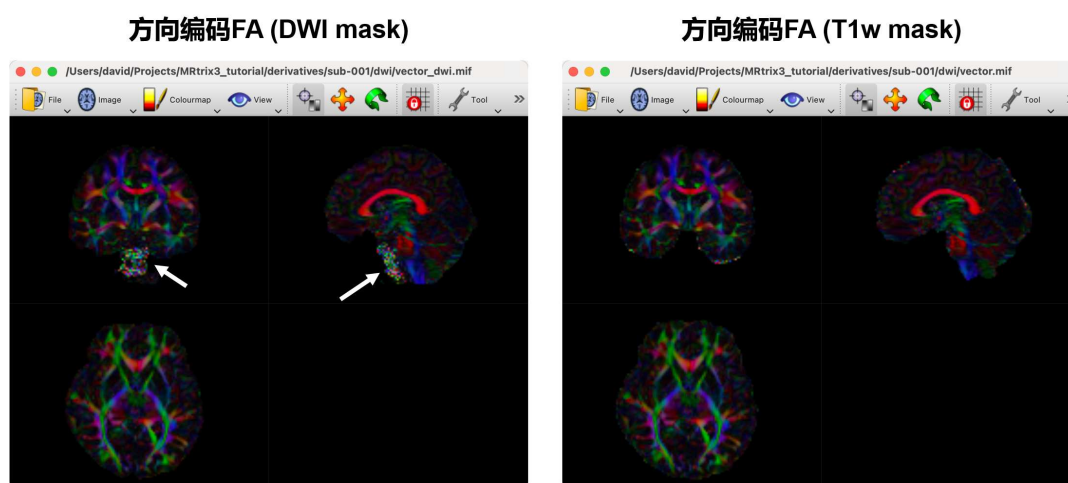 方向编码FA (DWI mask)
方向编码FA (T1w mask)
/Users/david/Projects/MRtrix3_tutorial/derivatives/sub-001/dwi/vector_dwi.mif
File Image Colourmap View Tool »
/Users/david/Projects/MRtrix3_tutorial/derivatives/sub-001/dwi/vector.mif
File Image Colourmap View Tool